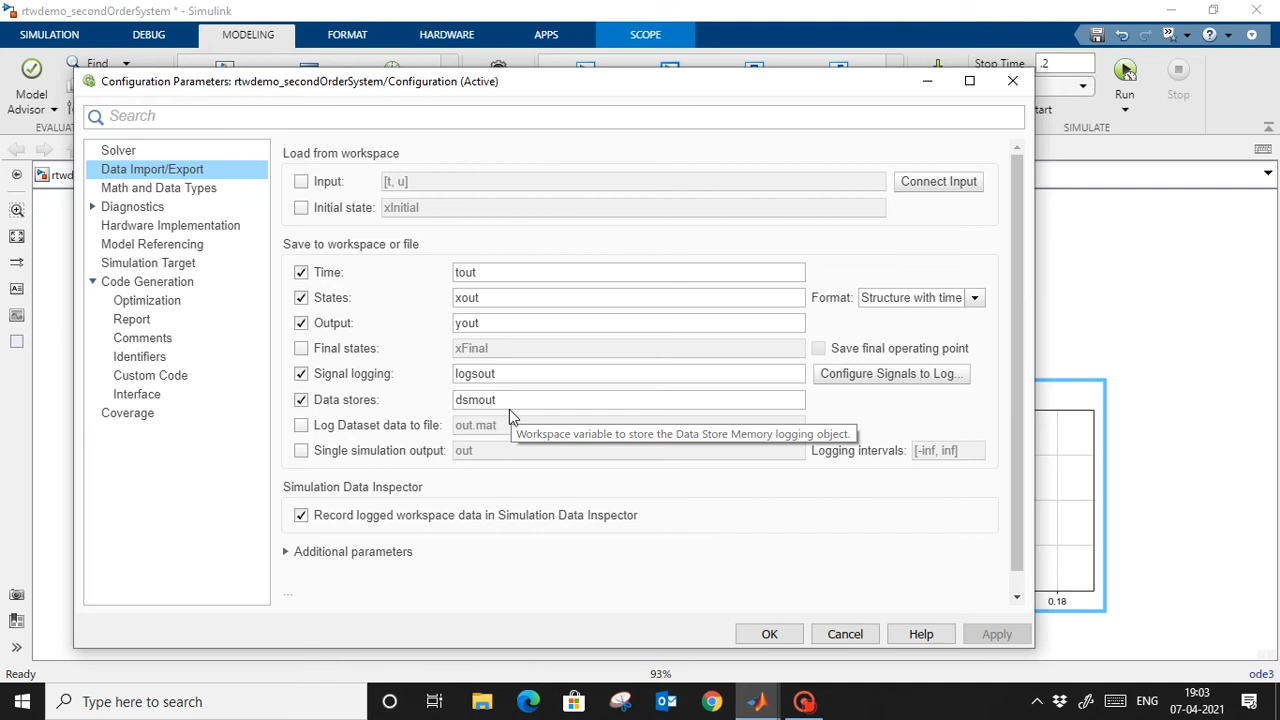 rtwdemo_secondOrderSystem * - Simulink
SIMULATION DEBUG MODELING FORMAT HARDWARE APPS SCOPE
Find
Stop Time .2
Model Advisor
Run
Stop
SIMULATE
Configuration Parameters: rtwdemo_secondOrderSystem/Configuration (Active)
Search
Solver
Data Import/Export
Math and Data Types
Diagnostics
Hardware Implementation
Model Referencing
Simulation Target
Code Generation
Optimization
Report
Comments
Identifiers
Custom Code
Interface
Coverage
Load from workspace
Input: [t, u] Connect Input
Initial state: xInitial
Save to workspace or file
Time: tout
States: xout Format: Structure with time
Output: yout
Final states: xFinal Save final operating point
Signal logging: logsout Configure Signals to Log...
Data stores: dsmout
Log Dataset data to file: out.mat
Workspace variable to store the Data Store Memory logging object.
Single simulation output: out Logging intervals: [-inf, inf]
Simulation Data Inspector
Record logged workspace data in Simulation Data Inspector
Additional parameters
...
OK Cancel Help Apply
0.18
Ready 93% ode3
Type here to search
ENG
19:03
07-04-2021